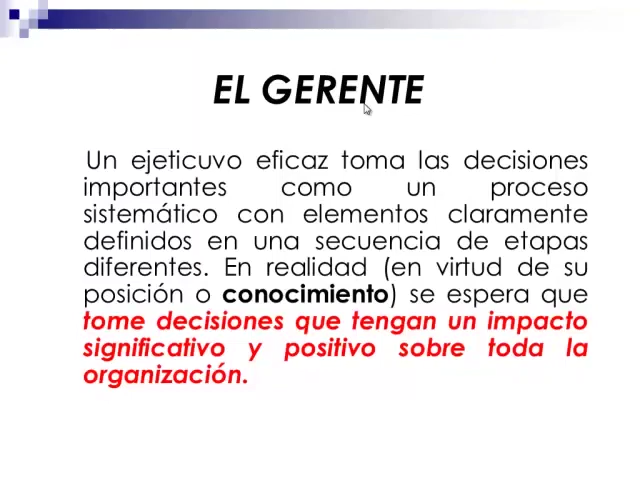 EL GERENTE
Un ejeticuvo eficaz toma las decisiones
importantes como un proceso
sistemático con elementos claramente
definidos en una secuencia de etapas
diferentes. En realidad (en virtud de su
posición o conocimiento) se espera que
tome decisiones que tengan un impacto
significativo y positivo sobre toda la
organización.